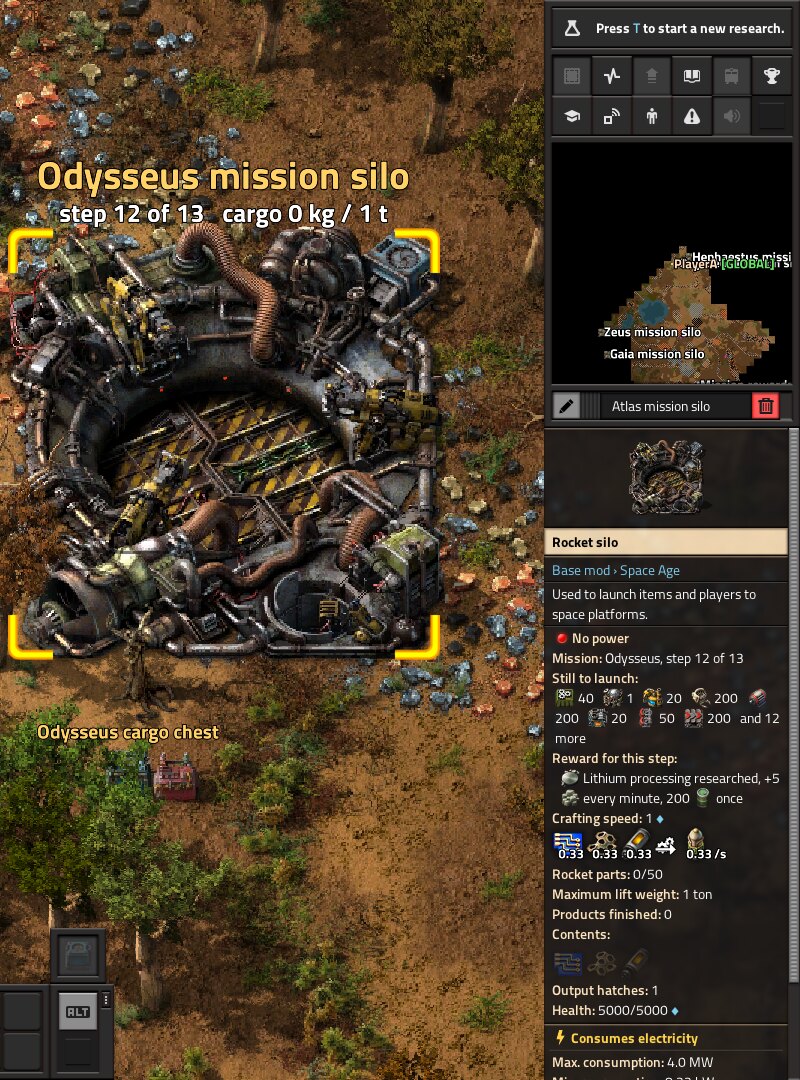 Press T to start a new research.
Odysseus mission silo
step 12 of 13 cargo 0 kg / 1 t
PlayerA [GLOBAL]
Zeus mission silo
Gaia mission silo
Atlas mission silo
Rocket silo
Base mod › Space Age
Used to launch items and players to
space platforms.
No power
Mission: Odysseus, step 12 of 13
Still to launch:
40 1 20 200
200 20 50 200 and 12
more
Reward for this step:
Lithium processing researched, +5
every minute, 200 once
Crafting speed: 1
0.33 0.33 0.33 0.33 /s
Rocket parts: 0/50
Maximum lift weight: 1 ton
Products finished: 0
Contents:
Output hatches: 1
Health: 5000/5000
Consumes electricity
Max. consumption: 4.0 MW
Odysseus cargo chest
ALT